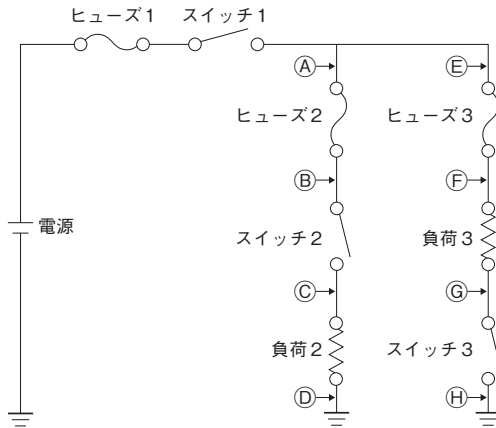 ヒューズ1 スイッチ1
Ⓐ Ⓔ
ヒューズ2 ヒューズ3
Ⓑ Ⓕ
電源
スイッチ2 負荷3
Ⓒ Ⓖ
負荷2 スイッチ3
Ⓓ Ⓗ